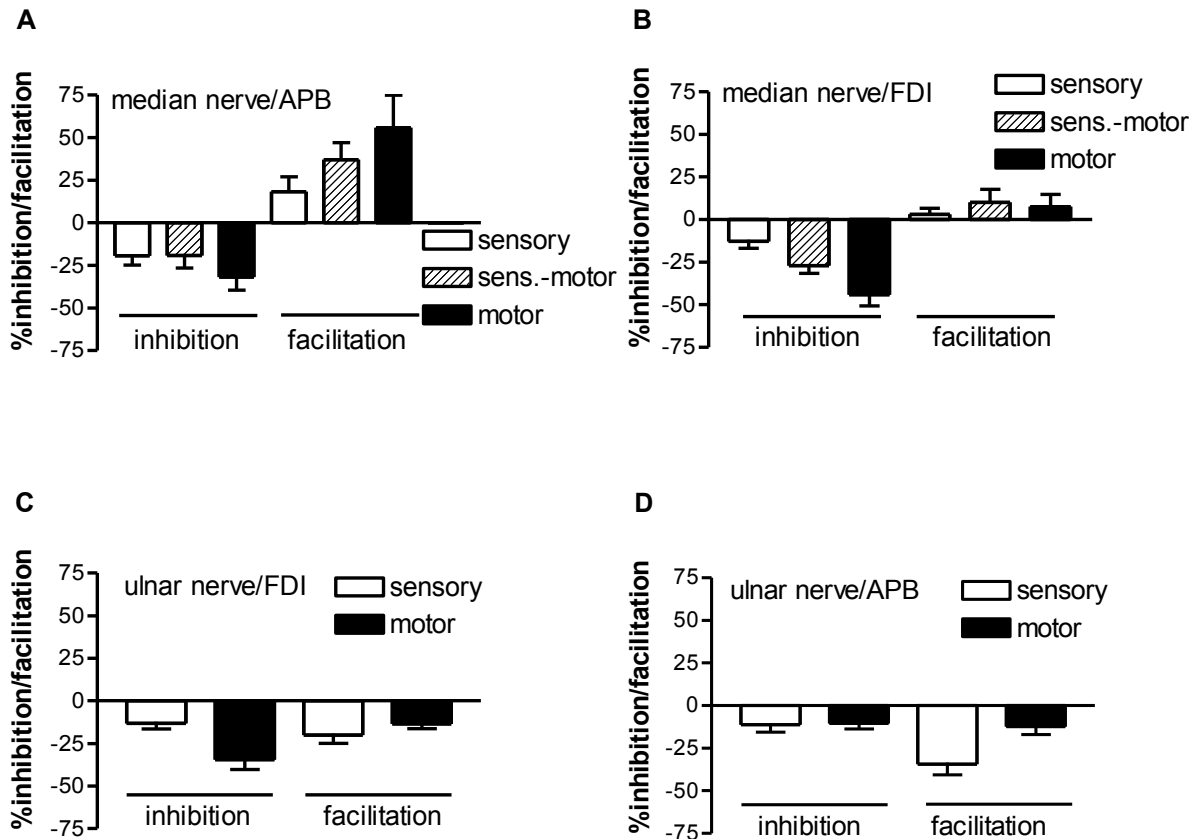 A
%inhibition/facilitation
75
50
25
0
-25
-50
-75
median nerve/APB
sensory
sens.-motor
motor
inhibition
facilitation
B
%inhibition/facilitation
75
50
25
0
-25
-50
-75
median nerve/FDI
sensory
sens.-motor
motor
inhibition
facilitation
C
%inhibition/facilitation
75
50
25
0
-25
-50
-75
ulnar nerve/FDI
sensory
motor
inhibition
facilitation
D
%inhibition/facilitation
75
50
25
0
-25
-50
-75
ulnar nerve/APB
sensory
motor
inhibition
facilitation